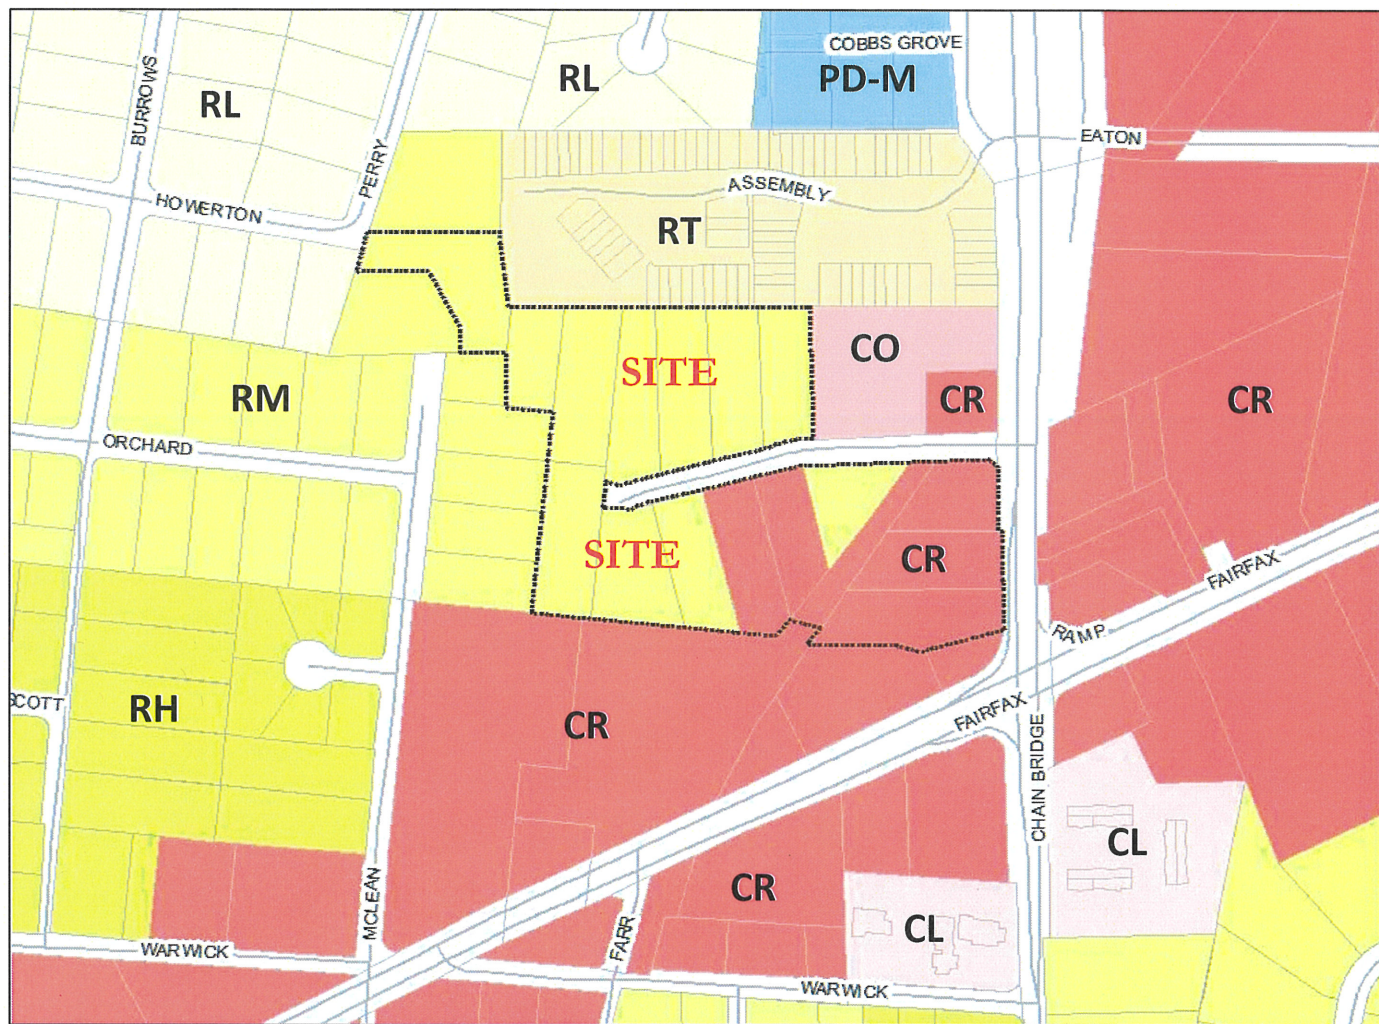 COBBS GROVE
RL
PD-M
RL
BURROWS
EATON
PERRY
ASSEMBLY
HOWERTON
RT
CO
SITE
RM
CR
CR
ORCHARD
SITE
CR
FAIRFAX
RAMP
SCOTT
RH
CR
FAIRFAX
CHAIN BRIDGE
CL
CR
MCLEAN
FARR
CL
WARWICK
WARWICK